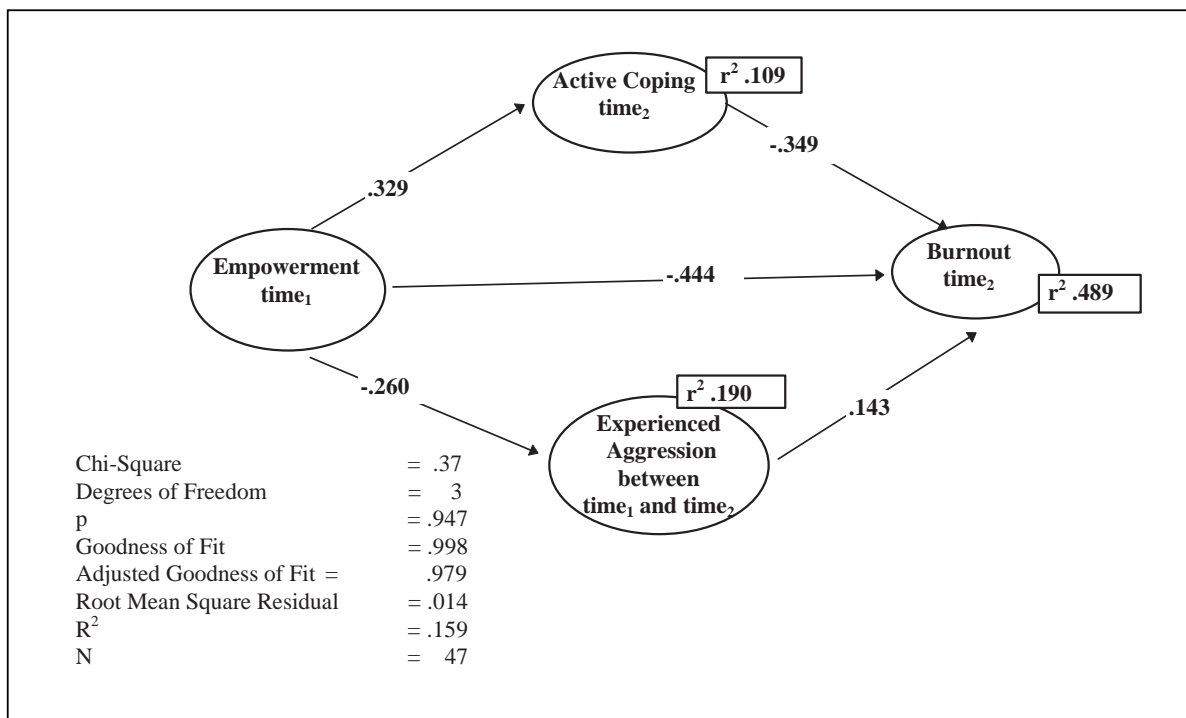 Active Coping
time₂
r² .109
-.349
.329
Empowerment
time₁
-.444
Burnout
time₂
r² .489
-.260
r² .190
.143
Experienced
Aggression
between
time₁ and time₂
Chi-Square = .37
Degrees of Freedom = 3
p = .947
Goodness of Fit = .998
Adjusted Goodness of Fit = .979
Root Mean Square Residual = .014
R² = .159
N = 47